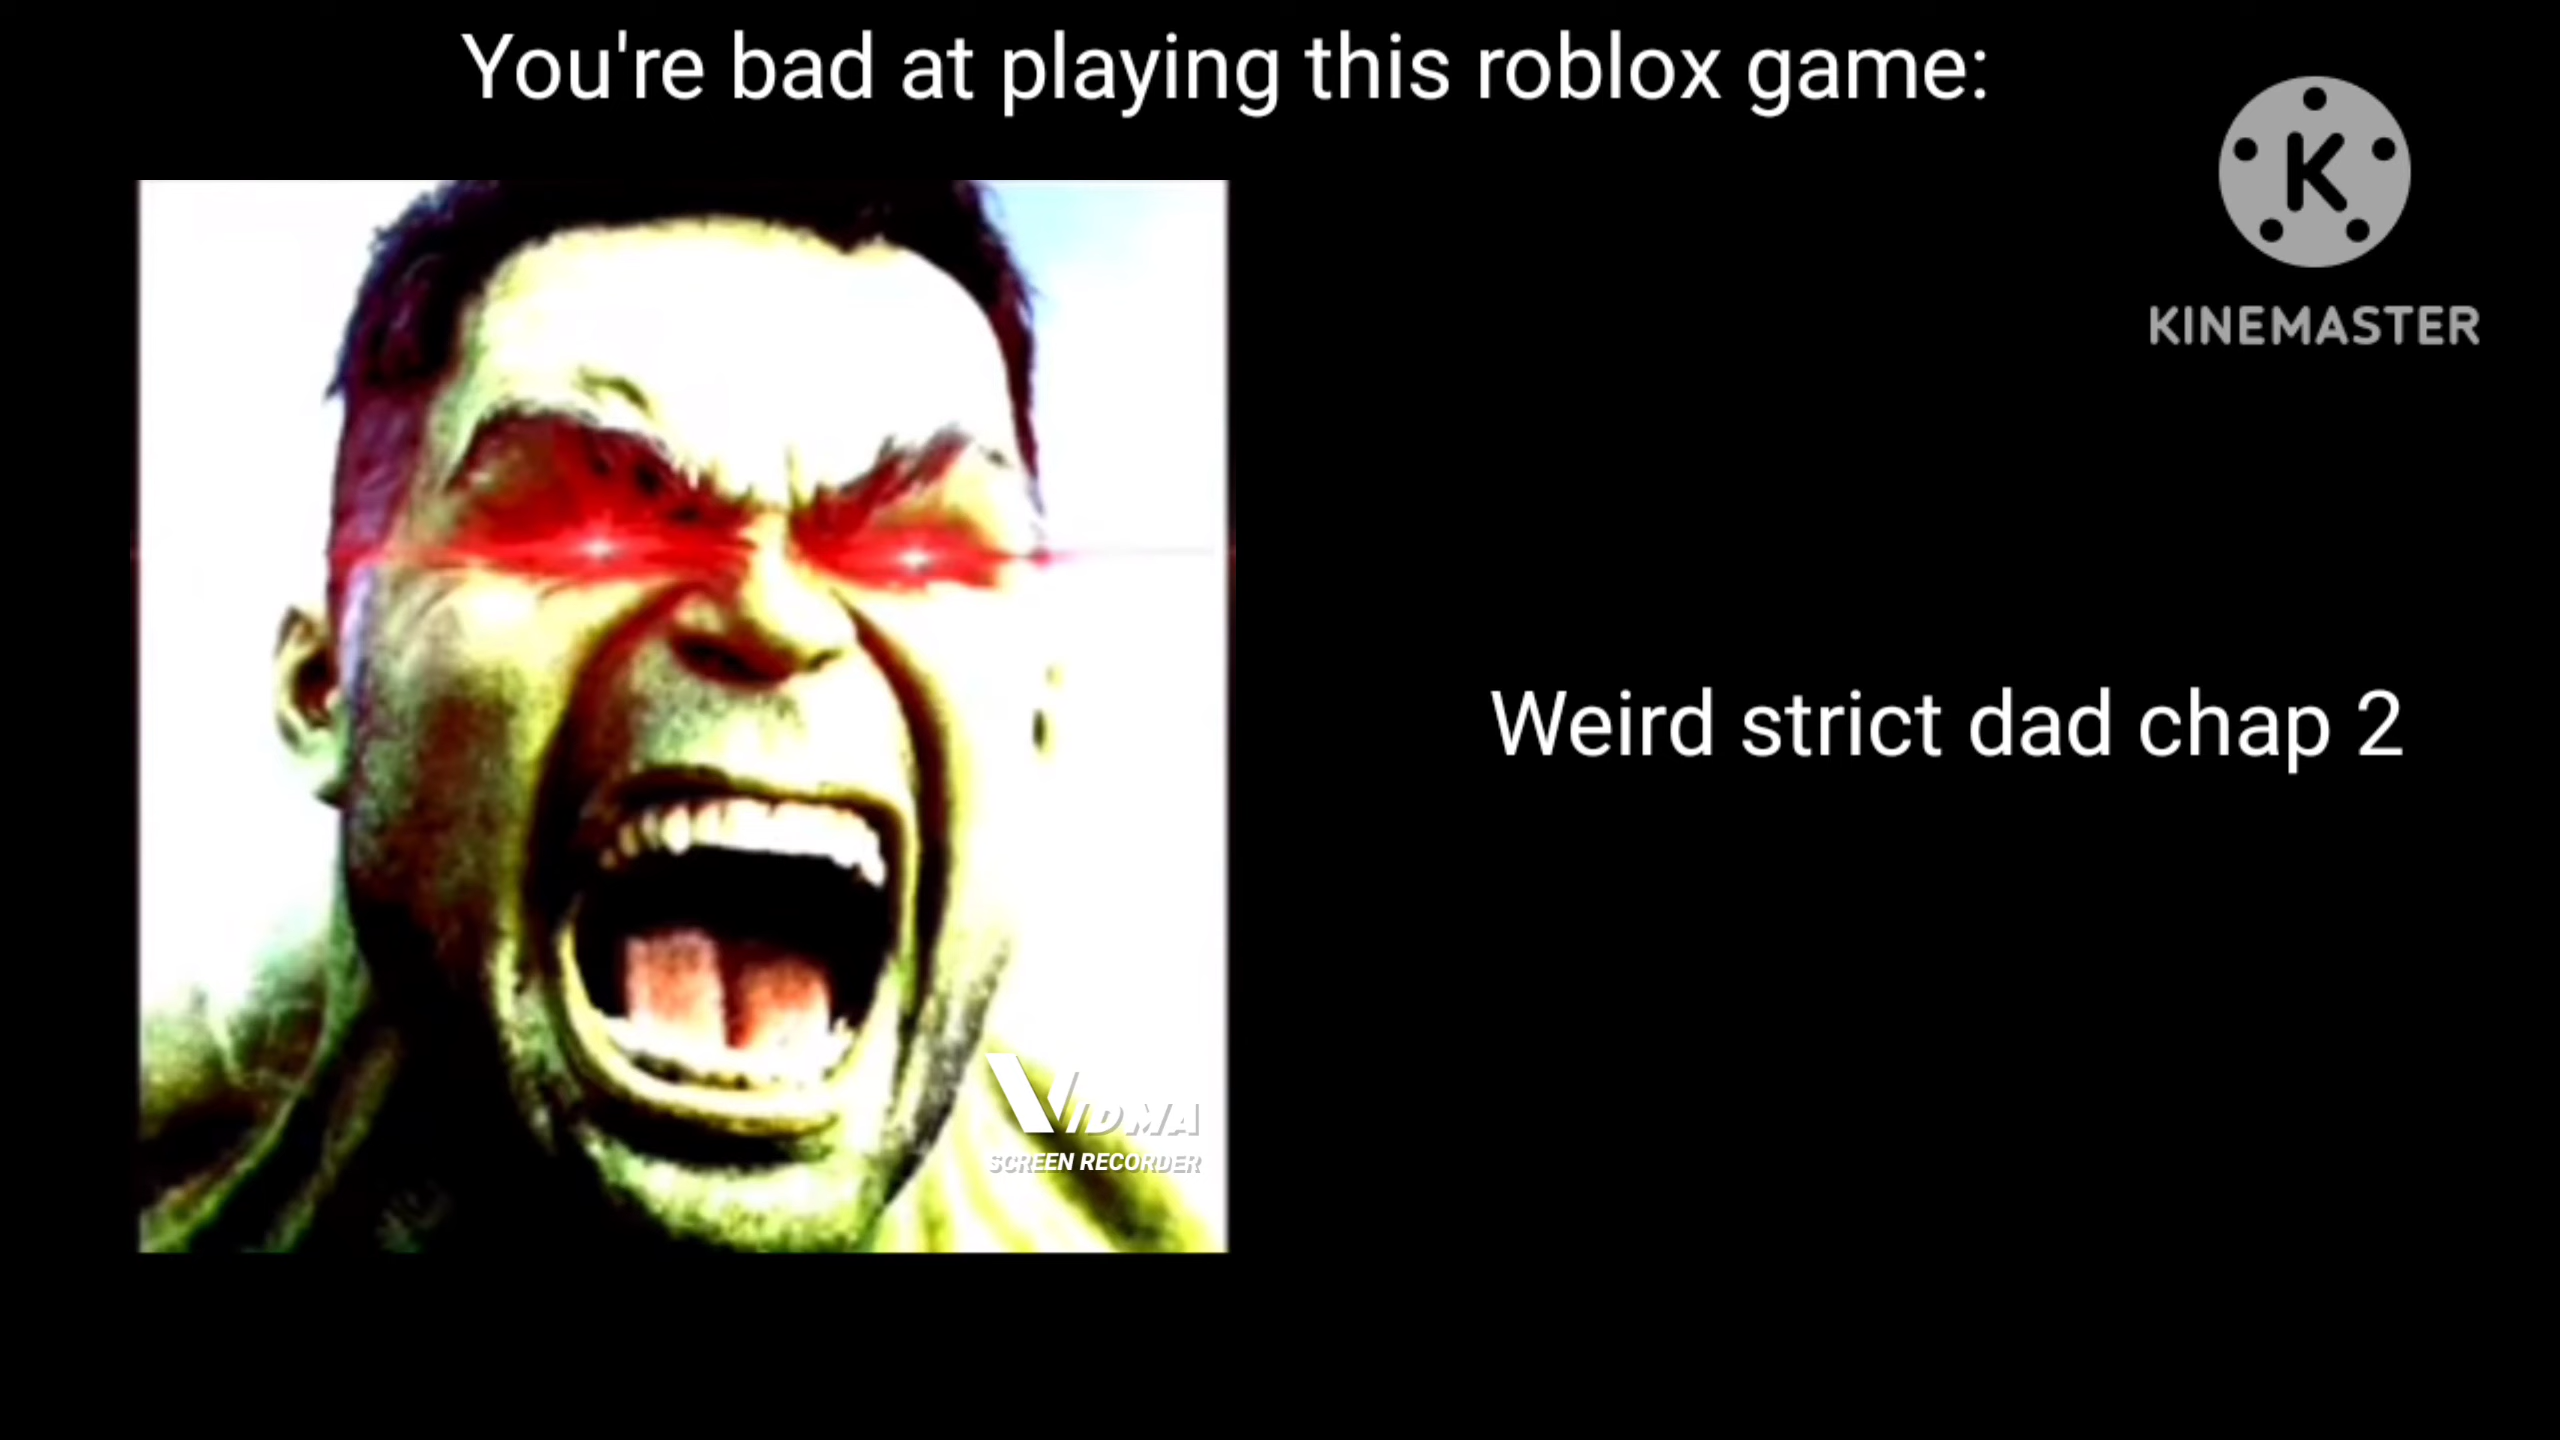 You're bad at playing this roblox game:
K
KINEMASTER
Weird strict dad chap 2
VIDMA
SCREEN RECORDER